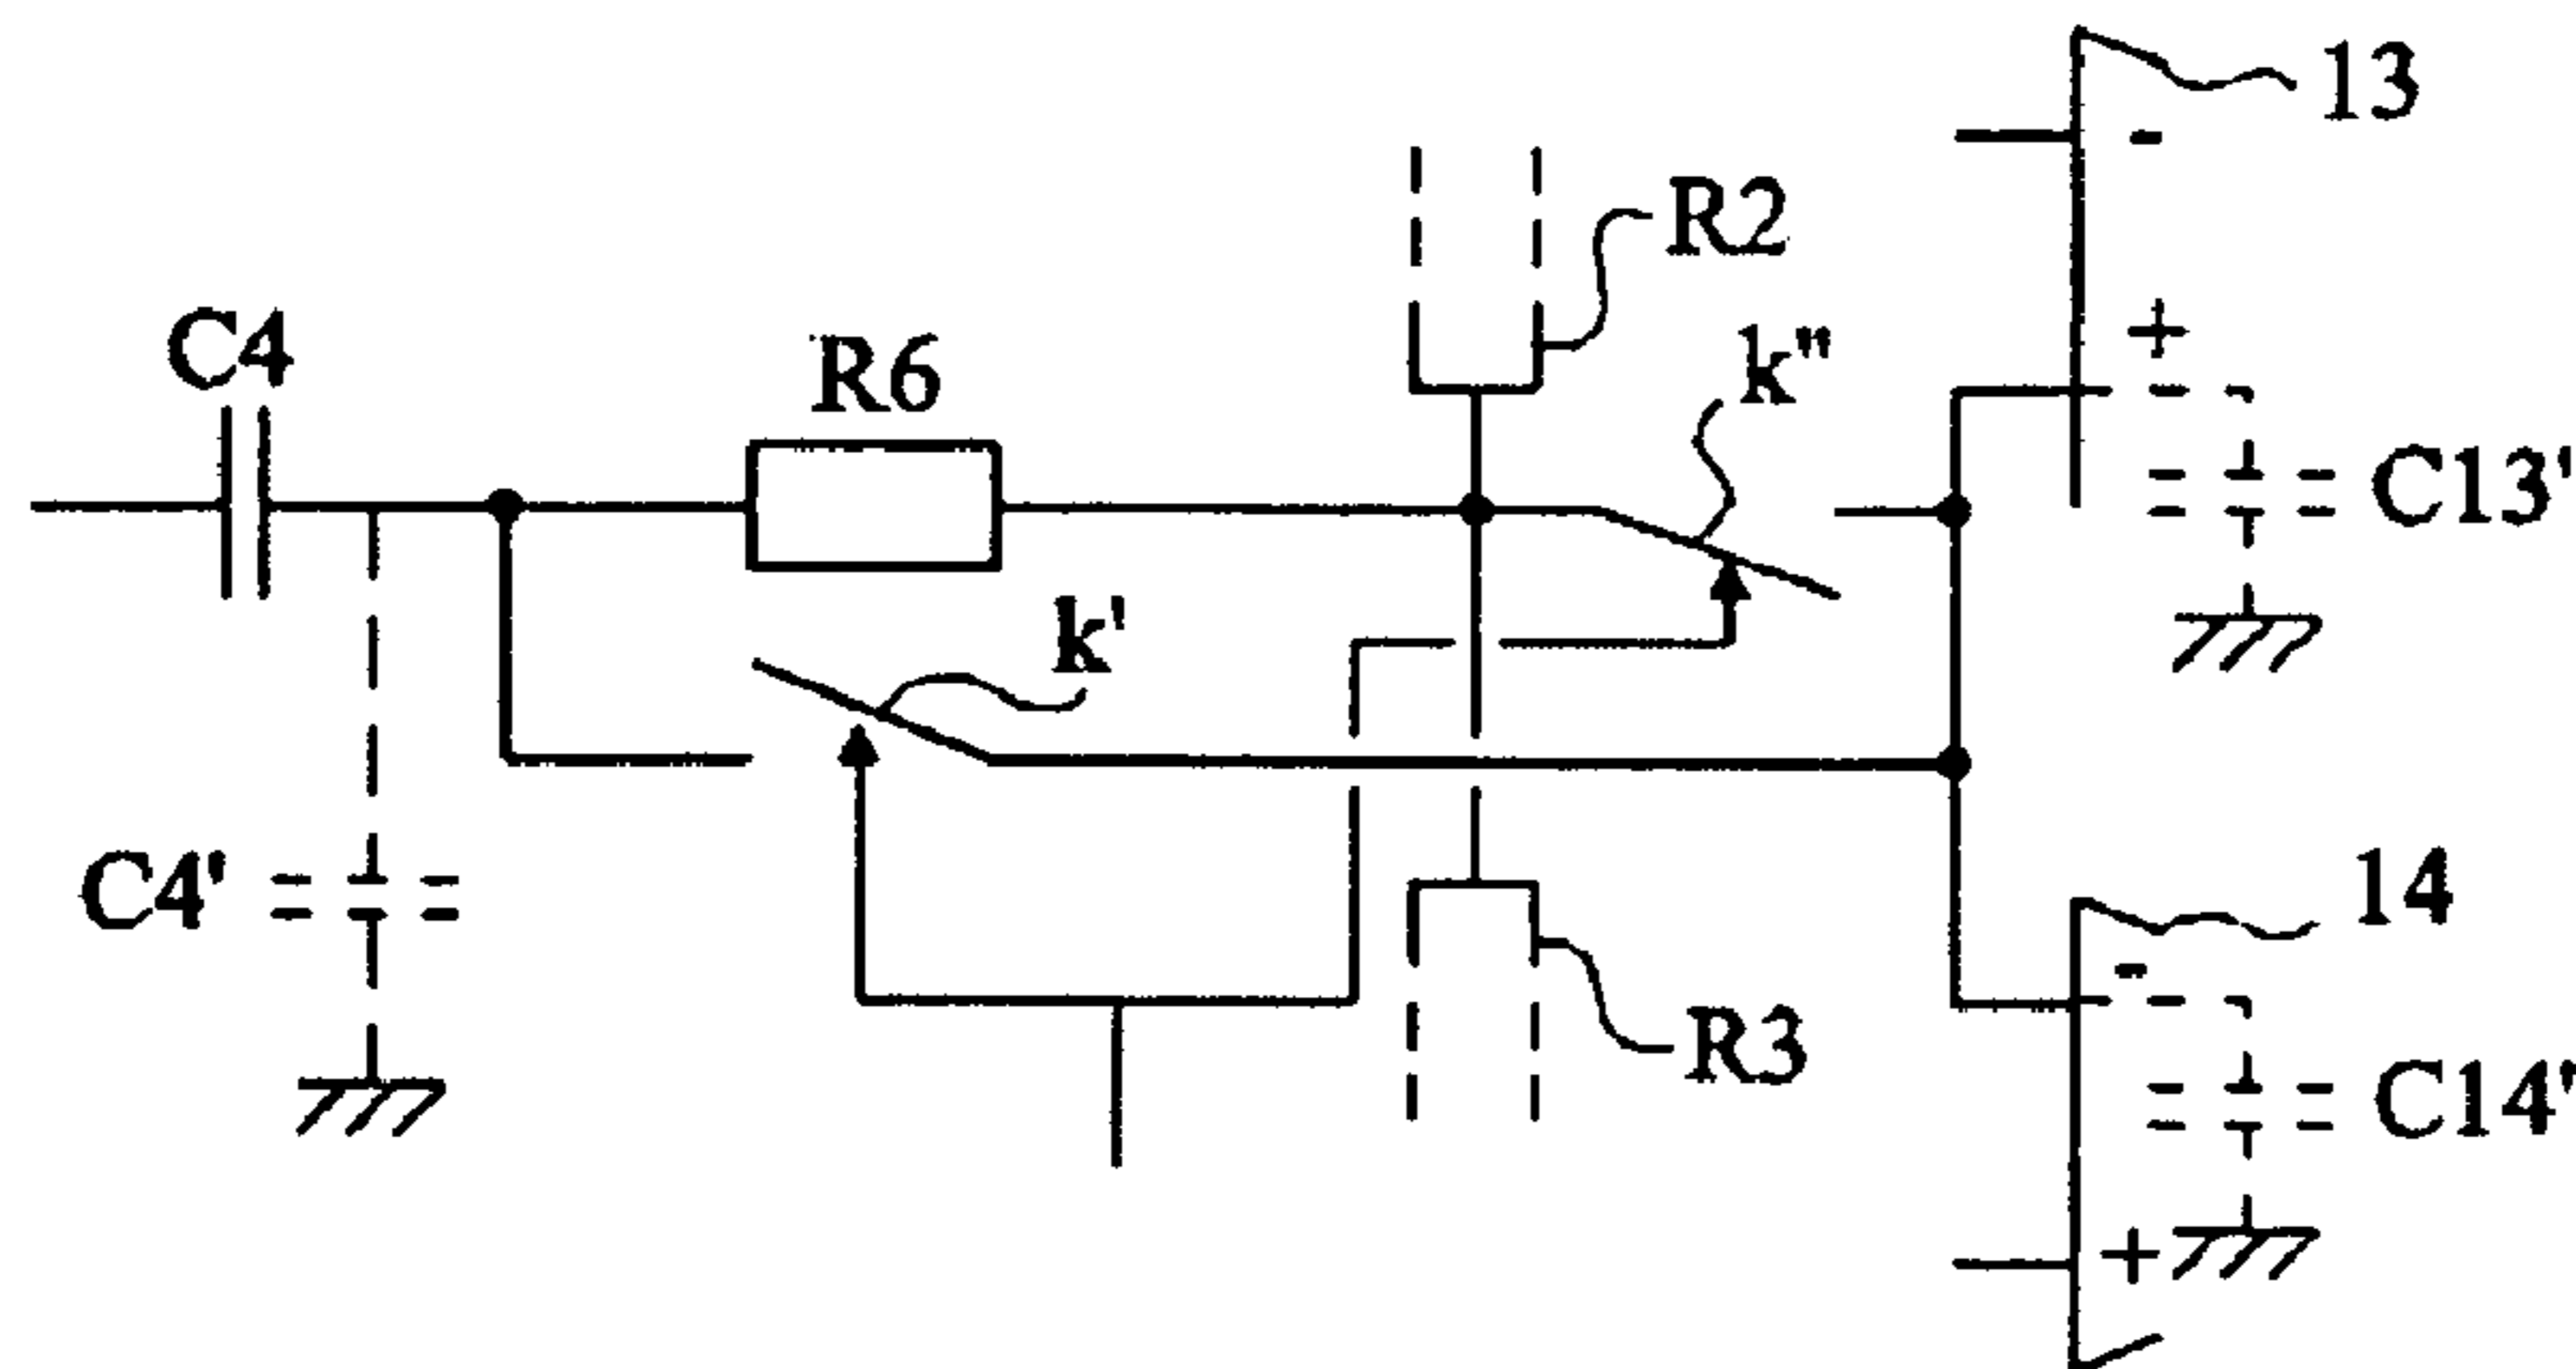 13
-
R2
C4
R6
k"
+
C13'
k'
C4'
14
-
R3
C14'
+